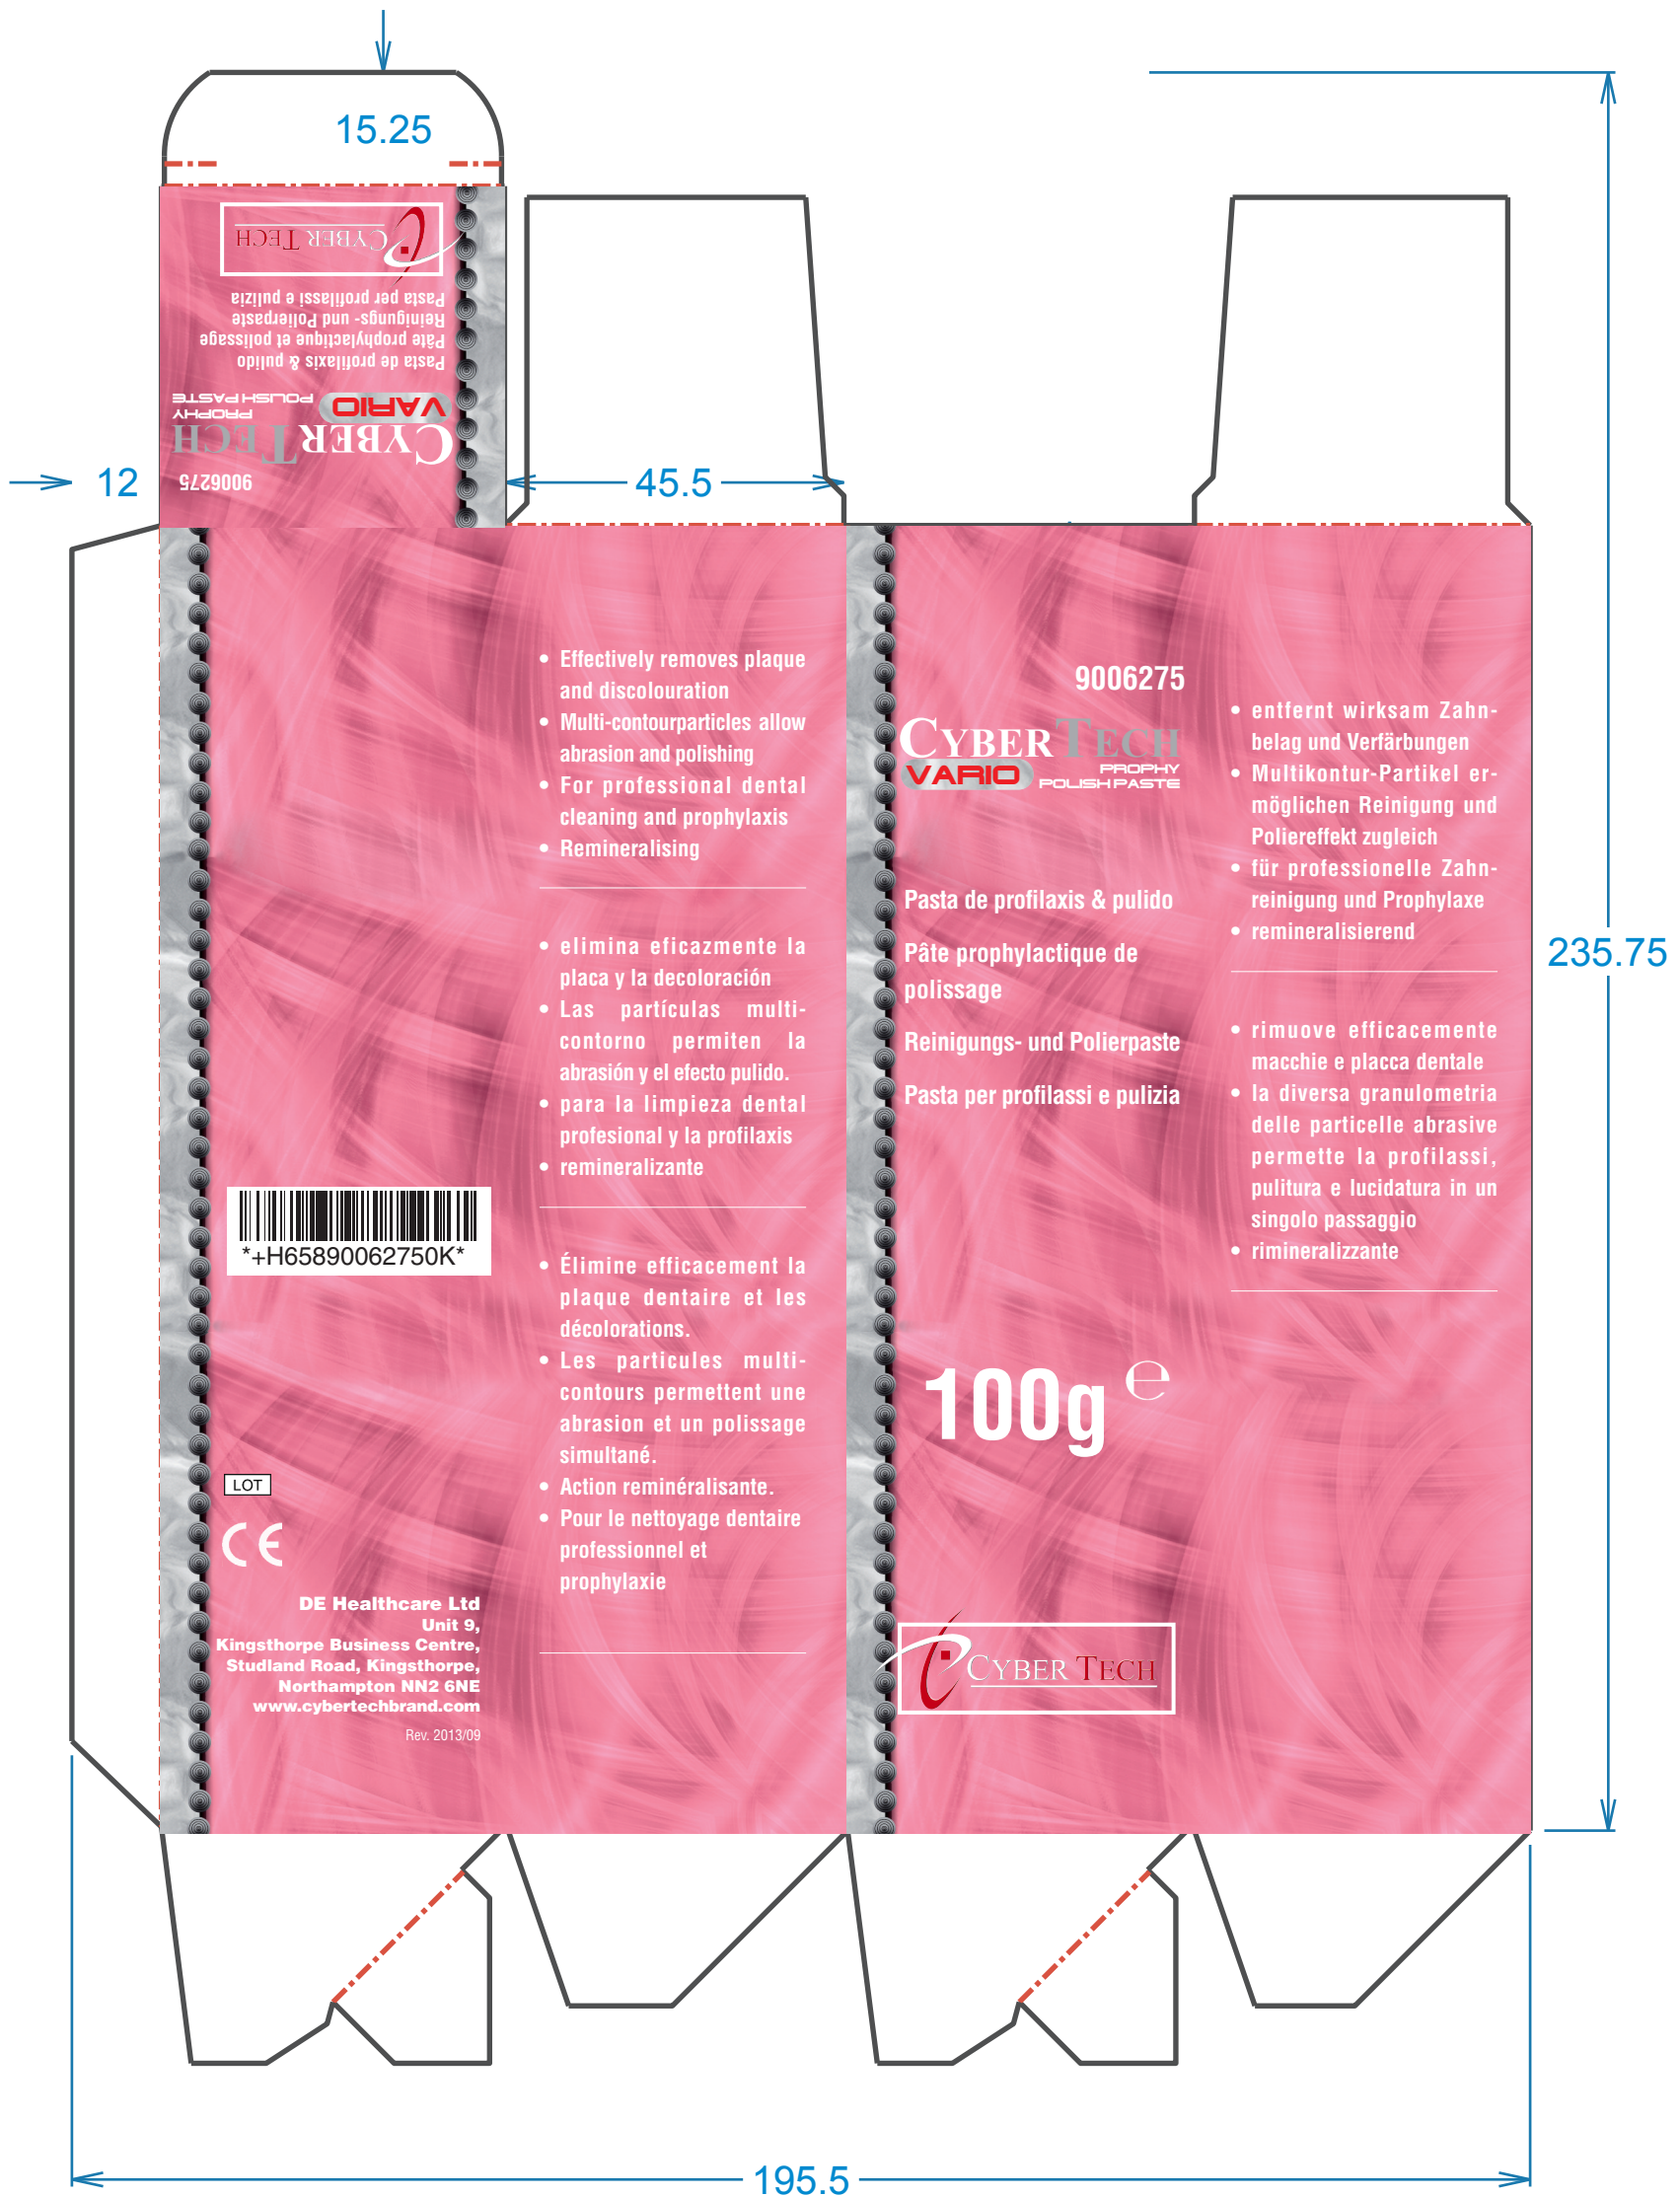 15.25
CYBER TECH
Pasta per profilassi e pulizia
Reinigungs- und Polierpaste
Pâte prophylactique et polissage
Pasta de profilaxis & pulido
VARIO
PROPHY
POLISH PASTE
CYBERTECH
9006275
12
45.5
• Effectively removes plaque
and discolouration
• Multi-contourparticles allow
abrasion and polishing
• For professional dental
cleaning and prophylaxis
• Remineralising
• elimina eficazmente la
placa y la decoloración
• Las partículas multi-
contorno permiten la
abrasión y el efecto pulido.
• para la limpieza dental
profesional y la profilaxis
• remineralizante
• Élimine efficacement la
plaque dentaire et les
décolorations.
• Les particules multi-
contours permettent une
abrasion et un polissage
simultané.
• Action reminéralisante.
• Pour le nettoyage dentaire
professionnel et
prophylaxie
*+H65890062750K*
LOT
CE
DE Healthcare Ltd
Unit 9,
Kingsthorpe Business Centre,
Studland Road, Kingsthorpe,
Northampton NN2 6NE
www.cybertechbrand.com
Rev. 2013/09
9006275
CYBERTECH
VARIO
PROPHY
POLISH PASTE
Pasta de profilaxis & pulido
Pâte prophylactique de
polissage
Reinigungs- und Polierpaste
Pasta per profilassi e pulizia
100g ℮
CYBER TECH
• entfernt wirksam Zahn-
belag und Verfärbungen
• Multikontur-Partikel er-
möglichen Reinigung und
Poliereffekt zugleich
• für professionelle Zahn-
reinigung und Prophylaxe
• remineralisierend
• rimuove efficacemente
macchie e placca dentale
• la diversa granulometria
delle particelle abrasive
permette la profilassi,
pulitura e lucidatura in un
singolo passaggio
• rimineralizzante
235.75
195.5